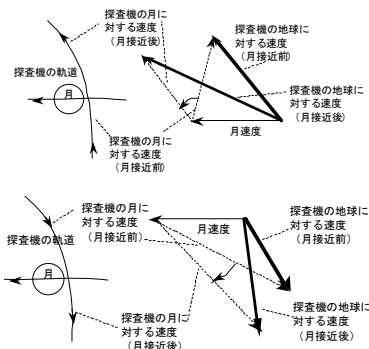 探査機の月に
対する速度
（月接近後）
探査機の地球に
対する速度
（月接近前）
探査機の軌道
月
探査機の地球に
対する速度
（月接近後）
月速度
探査機の月に
対する速度
（月接近前）
探査機の月に
対する速度
（月接近前）
月速度
探査機の地球に
対する速度
（月接近前）
探査機の軌道
月
探査機の月に
対する速度
（月接近後）
探査機の地球に
対する速度
（月接近後）